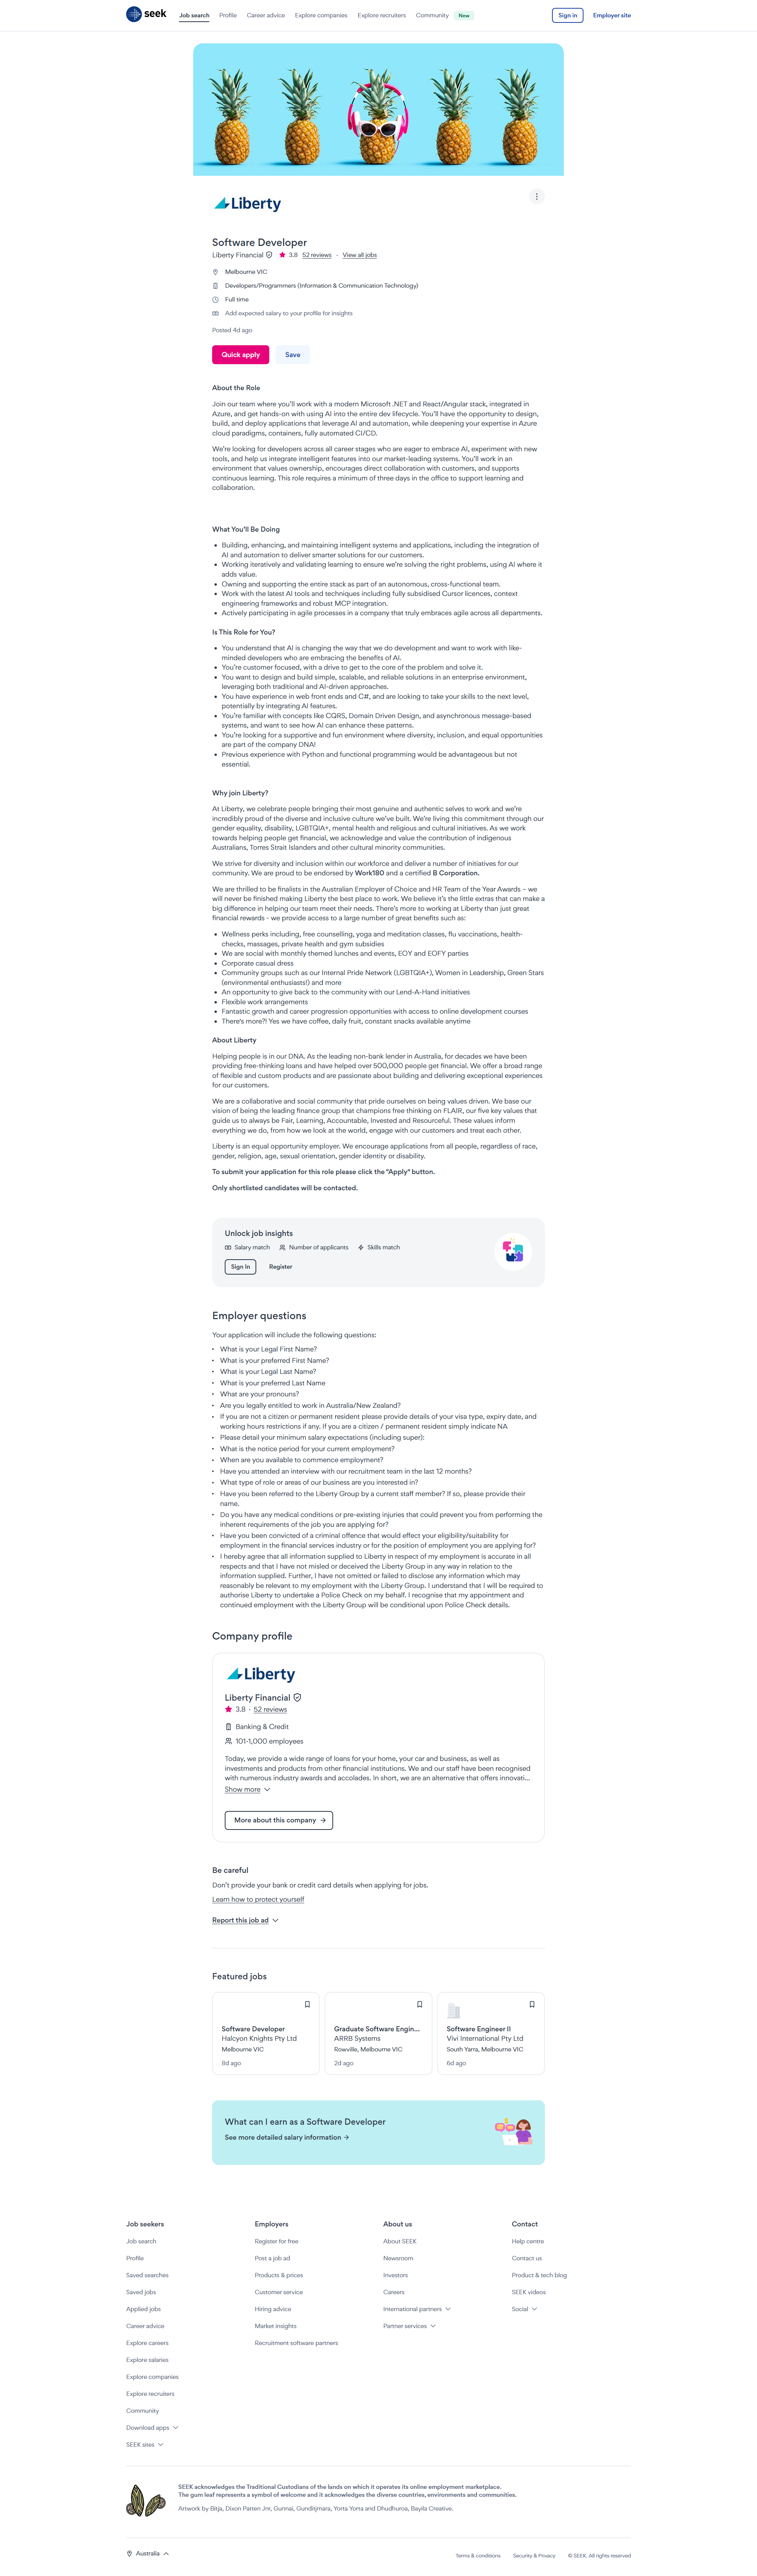 seek
Job search Profile Career advice Explore companies Explore recruiters Community New Sign in Employer site
Liberty
Software Developer
Liberty Financial 3.8 52 reviews · View all jobs
Melbourne VIC
Developers/Programmers (Information & Communication Technology)
Full time
Add expected salary to your profile for insights
Posted 4d ago
Quick apply Save
About the Role
Join our team where you'll work with a modern Microsoft .NET and React/Angular stack, integrated in
Azure, and get hands-on with using AI into the entire dev lifecycle. You'll have the opportunity to design,
build, and deploy applications that leverage AI and automation, while deepening your expertise in Azure
cloud paradigms, containers, fully automated CI/CD.
We're looking for developers across all career stages who are eager to embrace AI, experiment with new
tools, and help us integrate intelligent features into our market-leading systems. You'll work in an
environment that values ownership, encourages direct collaboration with customers, and supports
continuous learning. This role requires a minimum of three days in the office to support learning and
collaboration.
What You'll Be Doing
• Building, enhancing, and maintaining intelligent systems and applications, including the integration of
AI and automation to deliver smarter solutions for our customers.
• Working iteratively and validating learning to ensure we're solving the right problems, using AI where it
adds value.
• Owning and supporting the entire stack as part of an autonomous, cross-functional team.
• Work with the latest AI tools and techniques including fully subsidised Cursor licences, context
engineering frameworks and robust MCP integration.
• Actively participating in agile processes in a company that truly embraces agile across all departments.
Is This Role for You?
• You understand that AI is changing the way that we do development and want to work with like-
minded developers who are embracing the benefits of AI.
• You're customer focused, with a drive to get to the core of the problem and solve it.
• You want to design and build simple, scalable, and reliable solutions in an enterprise environment,
leveraging both traditional and AI-driven approaches.
• You have experience in web front ends and C#, and are looking to take your skills to the next level,
potentially by integrating AI features.
• You're familiar with concepts like CQRS, Domain Driven Design, and asynchronous message-based
systems, and want to see how AI can enhance these patterns.
• You're looking for a supportive and fun environment where diversity, inclusion, and equal opportunities
are part of the company DNA!
• Previous experience with Python and functional programming would be advantageous but not
essential.
Why join Liberty?
At Liberty, we celebrate people bringing their most genuine and authentic selves to work and we're
incredibly proud of the diverse and inclusive culture we've built. We're living this commitment through our
gender equality, disability, LGBTQIA+, mental health and religious and cultural initiatives. As we work
towards helping people get financial, we acknowledge and value the contribution of indigenous
Australians, Torres Strait Islanders and other cultural minority communities.
We strive for diversity and inclusion within our workforce and deliver a number of initiatives for our
community. We are proud to be endorsed by Work180 and a certified B Corporation.
We are thrilled to be finalists in the Australian Employer of Choice and HR Team of the Year Awards – we
will never be finished making Liberty the best place to work. We believe it's the little extras that can make a
big difference in helping our team meet their needs. There's more to working at Liberty than just great
financial rewards - we provide access to a large number of great benefits such as:
• Wellness perks including, free counselling, yoga and meditation classes, flu vaccinations, health-
checks, massages, private health and gym subsidies
• We are social with monthly themed lunches and events, EOY and EOFY parties
• Corporate casual dress
• Community groups such as our Internal Pride Network (LGBTQIA+), Women in Leadership, Green Stars
(environmental enthusiasts!) and more
• An opportunity to give back to the community with our Lend-A-Hand initiatives
• Flexible work arrangements
• Fantastic growth and career progression opportunities with access to online development courses
• There's more?! Yes we have coffee, daily fruit, constant snacks available anytime
About Liberty
Helping people is in our DNA. As the leading non-bank lender in Australia, for decades we have been
providing free-thinking loans and have helped over 500,000 people get financial. We offer a broad range
of flexible and custom products and are passionate about building and delivering exceptional experiences
for our customers.
We are a collaborative and social community that pride ourselves on being values driven. We base our
vision of being the leading finance group that champions free thinking on FLAIR, our five key values that
guide us to always be Fair, Learning, Accountable, Invested and Resourceful. These values inform
everything we do, from how we look at the world, engage with our customers and treat each other.
Liberty is an equal opportunity employer. We encourage applications from all people, regardless of race,
gender, religion, age, sexual orientation, gender identity or disability.
To submit your application for this role please click the "Apply" button.
Only shortlisted candidates will be contacted.
Unlock job insights
Salary match Number of applicants Skills match
Sign In Register
Employer questions
Your application will include the following questions:
• What is your Legal First Name?
• What is your preferred First Name?
• What is your Legal Last Name?
• What is your preferred Last Name
• What are your pronouns?
• Are you legally entitled to work in Australia/New Zealand?
• If you are not a citizen or permanent resident please provide details of your visa type, expiry date, and
working hours restrictions if any. If you are a citizen / permanent resident simply indicate NA
• Please detail your minimum salary expectations (including super):
• What is the notice period for your current employment?
• When are you available to commence employment?
• Have you attended an interview with our recruitment team in the last 12 months?
• What type of role or areas of our business are you interested in?
• Have you been referred to the Liberty Group by a current staff member? If so, please provide their
name.
• Do you have any medical conditions or pre-existing injuries that could prevent you from performing the
inherent requirements of the job you are applying for?
• Have you been convicted of a criminal offence that would effect your eligibility/suitability for
employment in the financial services industry or for the position of employment you are applying for?
• I hereby agree that all information supplied to Liberty in respect of my employment is accurate in all
respects and that I have not misled or deceived the Liberty Group in any way in relation to the
information supplied. Further, I have not omitted or failed to disclose any information which may
reasonably be relevant to my employment with the Liberty Group. I understand that I will be required to
authorise Liberty to undertake a Police Check on my behalf. I recognise that my appointment and
continued employment with the Liberty Group will be conditional upon Police Check details.
Company profile
Liberty
Liberty Financial
3.8 · 52 reviews
Banking & Credit
101-1,000 employees
Today, we provide a wide range of loans for your home, your car and business, as well as
investments and products from other financial institutions. We and our staff have been recognised
with numerous industry awards and accolades. In short, we are an alternative that offers innovati...
Show more
More about this company
Be careful
Don't provide your bank or credit card details when applying for jobs.
Learn how to protect yourself
Report this job ad
Featured jobs
Software Developer
Halcyon Knights Pty Ltd
Melbourne VIC
8d ago
Graduate Software Engin...
ARRB Systems
Rowville, Melbourne VIC
2d ago
Software Engineer II
Vivi International Pty Ltd
South Yarra, Melbourne VIC
6d ago
What can I earn as a Software Developer
See more detailed salary information
Job seekers
Job search
Profile
Saved searches
Saved jobs
Applied jobs
Career advice
Explore careers
Explore salaries
Explore companies
Explore recruiters
Community
Download apps
SEEK sites
Employers
Register for free
Post a job ad
Products & prices
Customer service
Hiring advice
Market insights
Recruitment software partners
About us
About SEEK
Newsroom
Investors
Careers
International partners
Partner services
Contact
Help centre
Contact us
Product & tech blog
SEEK videos
Social
SEEK acknowledges the Traditional Custodians of the lands on which it operates its online employment marketplace.
The gum leaf represents a symbol of welcome and it acknowledges the diverse countries, environments and communities.
Artwork by Bitja, Dixon Patten Jnr, Gunnai, Gunditjmara, Yorta Yorta and Dhudhuroa, Bayila Creative.
Australia
Terms & conditions Security & Privacy © SEEK. All rights reserved